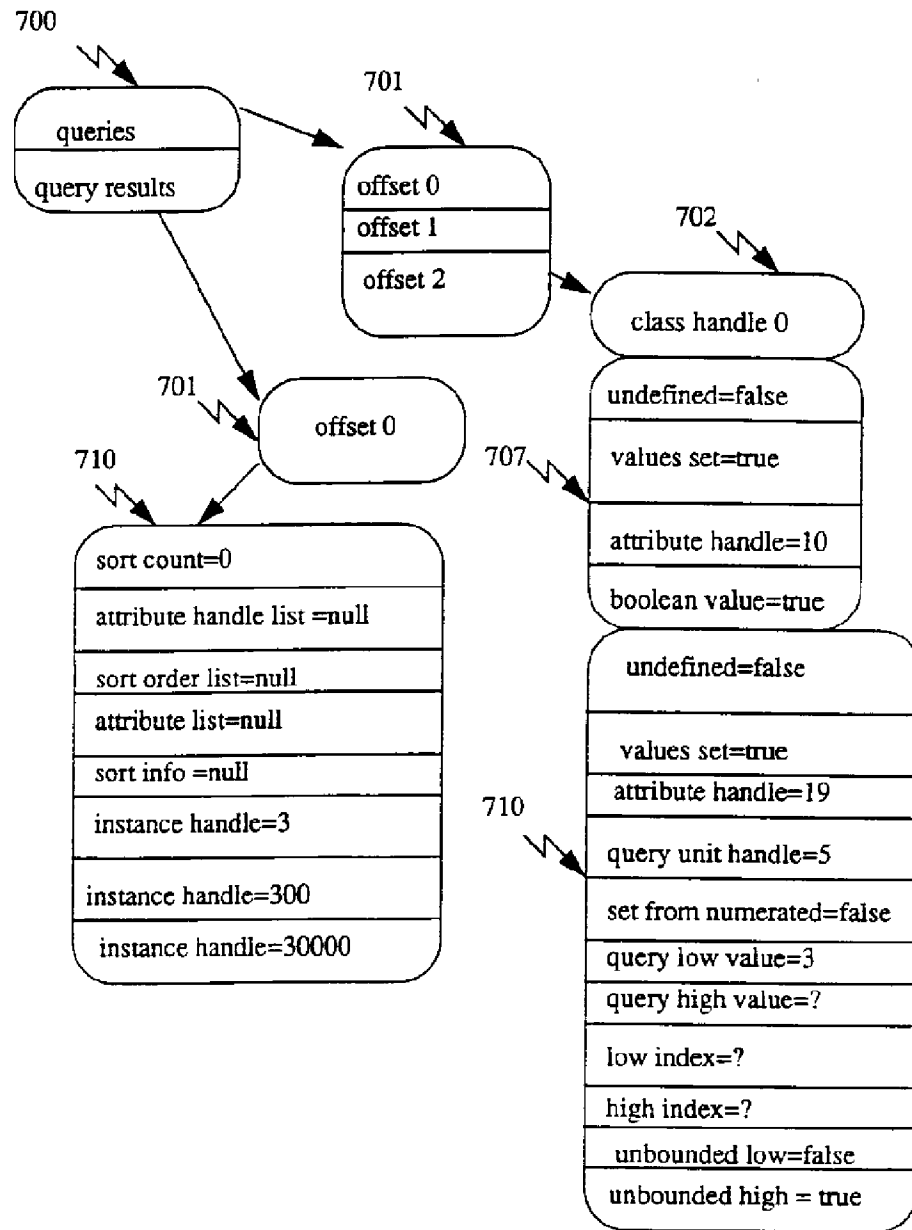 700
queries
query results
701
offset 0
offset 1
offset 2
702
class handle 0
undefined=false
values set=true
707
attribute handle=10
boolean value=true
701
offset 0
710
sort count=0
attribute handle list =null
sort order list=null
attribute list=null
sort info =null
instance handle=3
instance handle=300
instance handle=30000
undefined=false
values set=true
attribute handle=19
710
query unit handle=5
set from numerated=false
query low value=3
query high value=?
low index=?
high index=?
unbounded low=false
unbounded high = true